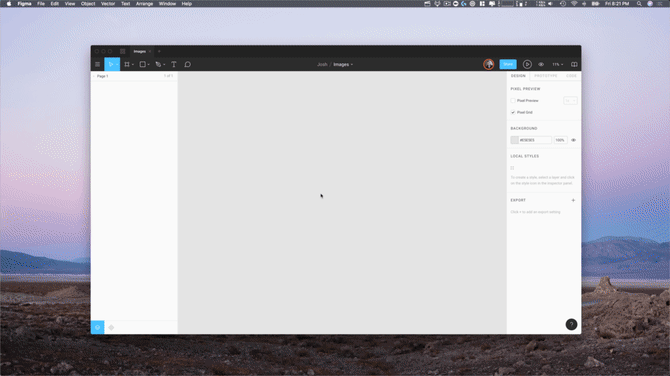 Figma File Edit View Object Vector Text Arrange Window Help
Fri 8:21 PM
Images
Josh / Images
Share
11%
Page 1
1 of 1
DESIGN PROTOTYPE CODE
PIXEL PREVIEW
Pixel Preview
Pixel Grid
BACKGROUND
100%
LOCAL STYLES
To create a style, select a layer and click
on the style icon in the inspector panel.
EXPORT
Click + to add an export setting
?